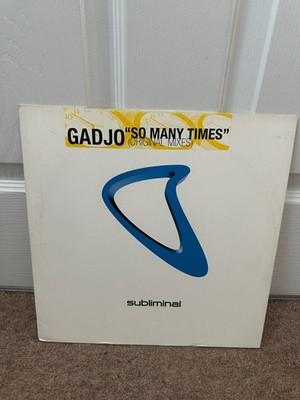 GADJO "SO MANY TIMES"
(ORIGINAL MIXES)
subliminal